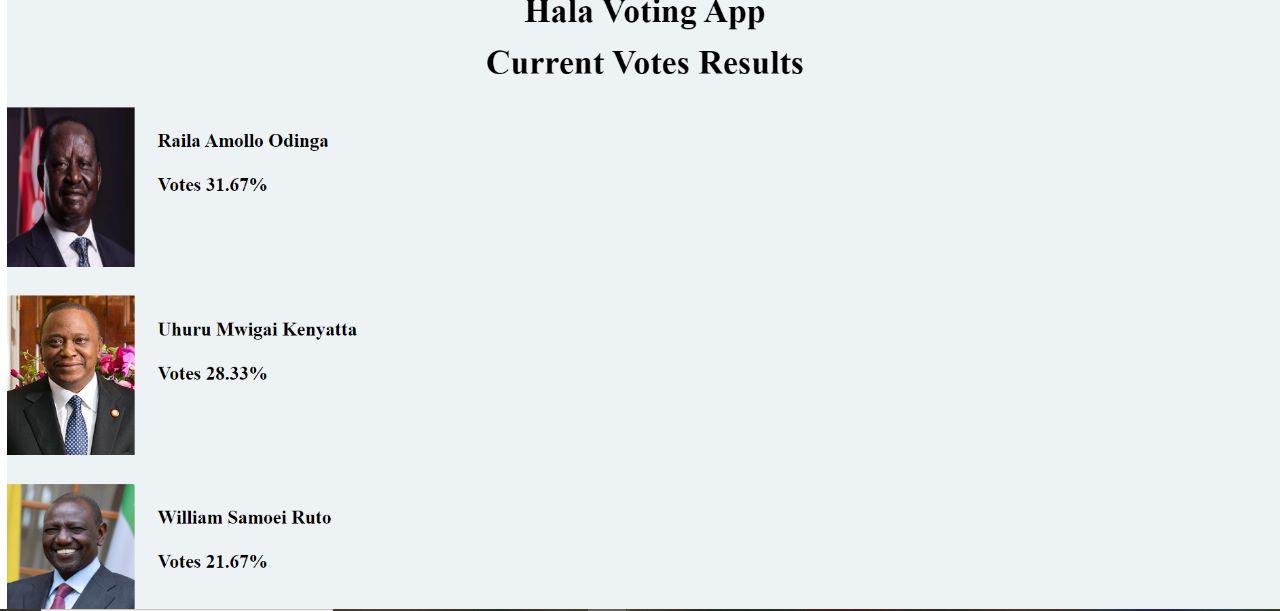 Hala Voting App
Current Votes Results
Raila Amollo Odinga
Votes 31.67%
Uhuru Mwigai Kenyatta
Votes 28.33%
William Samoei Ruto
Votes 21.67%